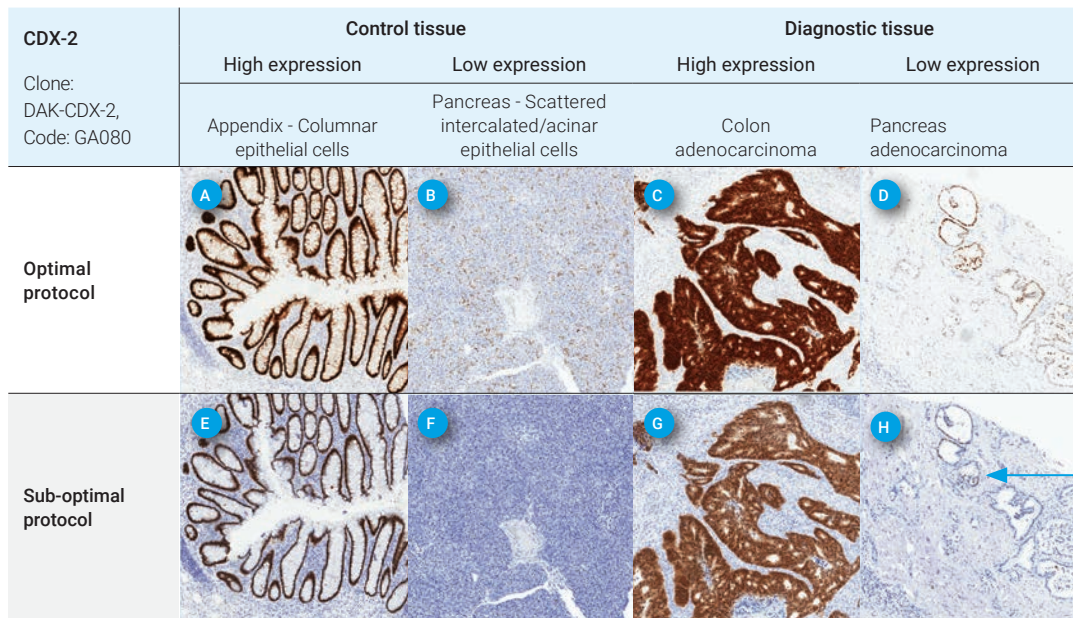 CDX-2
Clone:
DAK-CDX-2,
Code: GA080
Control tissue
Diagnostic tissue
High expression
Low expression
High expression
Low expression
Appendix - Columnar
epithelial cells
Pancreas - Scattered
intercalated/acinar
epithelial cells
Colon
adenocarcinoma
Pancreas
adenocarcinoma
Optimal
protocol
A
B
C
D
Sub-optimal
protocol
E
F
G
H